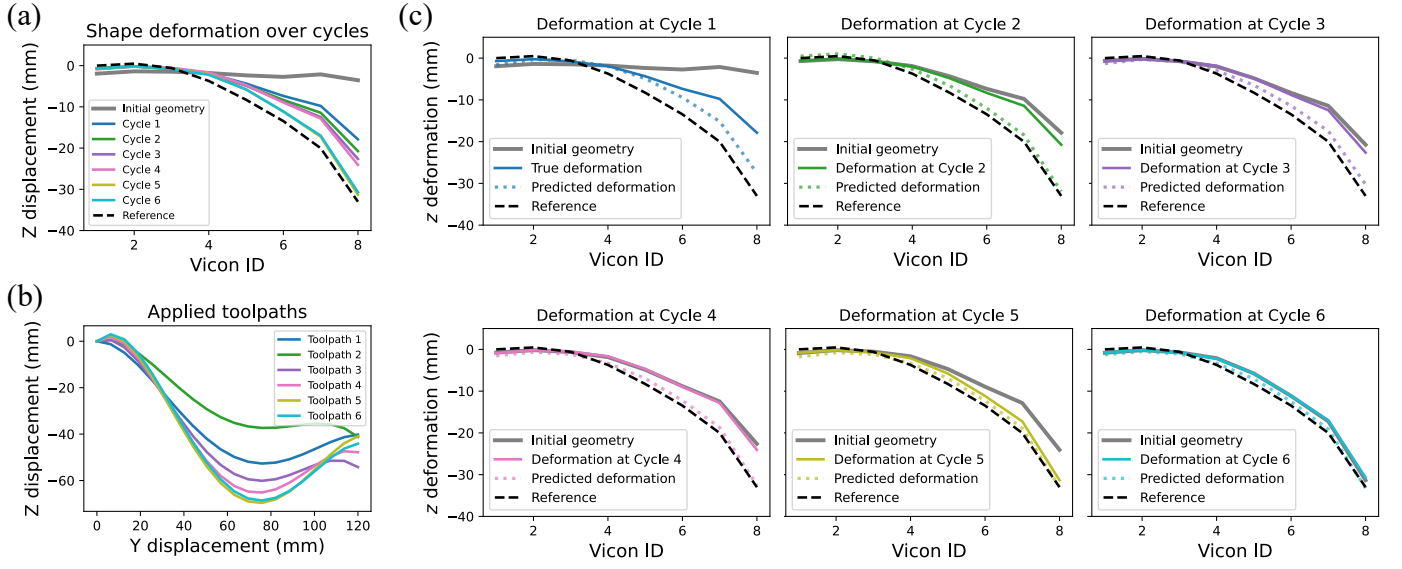 (a)
Shape deformation over cycles
Z displacement (mm)
0
−10
−20
−30
−40
Initial geometry
Cycle 1
Cycle 2
Cycle 3
Cycle 4
Cycle 5
Cycle 6
Reference
2
4
6
8
Vicon ID
(b)
Applied toolpaths
Z displacement (mm)
0
−20
−40
−60
Toolpath 1
Toolpath 2
Toolpath 3
Toolpath 4
Toolpath 5
Toolpath 6
0
20
40
60
80
100
120
Y displacement (mm)
(c)
Deformation at Cycle 1
z deformation (mm)
0
−10
−20
−30
−40
Initial geometry
True deformation
Predicted deformation
Reference
2
4
6
8
Vicon ID
Deformation at Cycle 2
Initial geometry
Deformation at Cycle 2
Predicted deformation
Reference
2
4
6
8
Vicon ID
Deformation at Cycle 3
Initial geometry
Deformation at Cycle 3
Predicted deformation
Reference
2
4
6
8
Vicon ID
Deformation at Cycle 4
z deformation (mm)
0
−10
−20
−30
−40
Initial geometry
Deformation at Cycle 4
Predicted deformation
Reference
2
4
6
8
Vicon ID
Deformation at Cycle 5
Initial geometry
Deformation at Cycle 5
Predicted deformation
Reference
2
4
6
8
Vicon ID
Deformation at Cycle 6
Initial geometry
Deformation at Cycle 6
Predicted deformation
Reference
2
4
6
8
Vicon ID